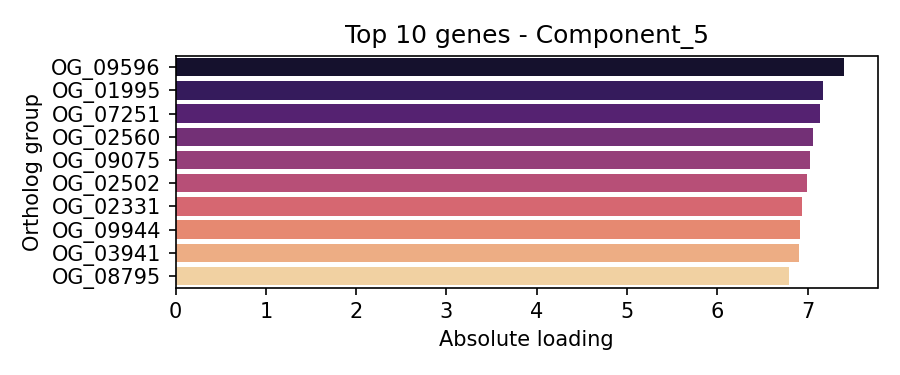 Top 10 genes - Component_5
Ortholog group
OG_09596
OG_01995
OG_07251
OG_02560
OG_09075
OG_02502
OG_02331
OG_09944
OG_03941
OG_08795
0 1 2 3 4 5 6 7
Absolute loading